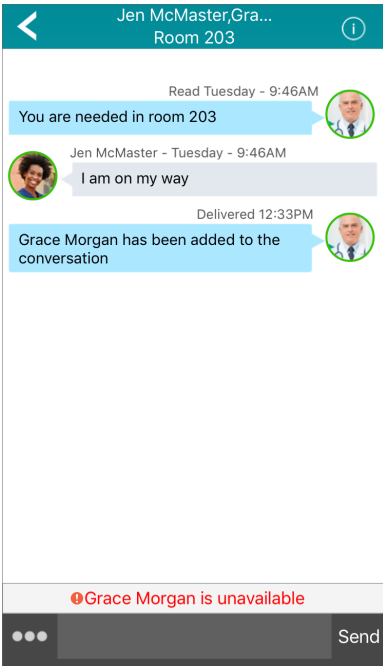 Jen McMaster,Gra...
Room 203
Read Tuesday - 9:46AM
You are needed in room 203
Jen McMaster - Tuesday - 9:46AM
I am on my way
Delivered 12:33PM
Grace Morgan has been added to the
conversation
Grace Morgan is unavailable
Send